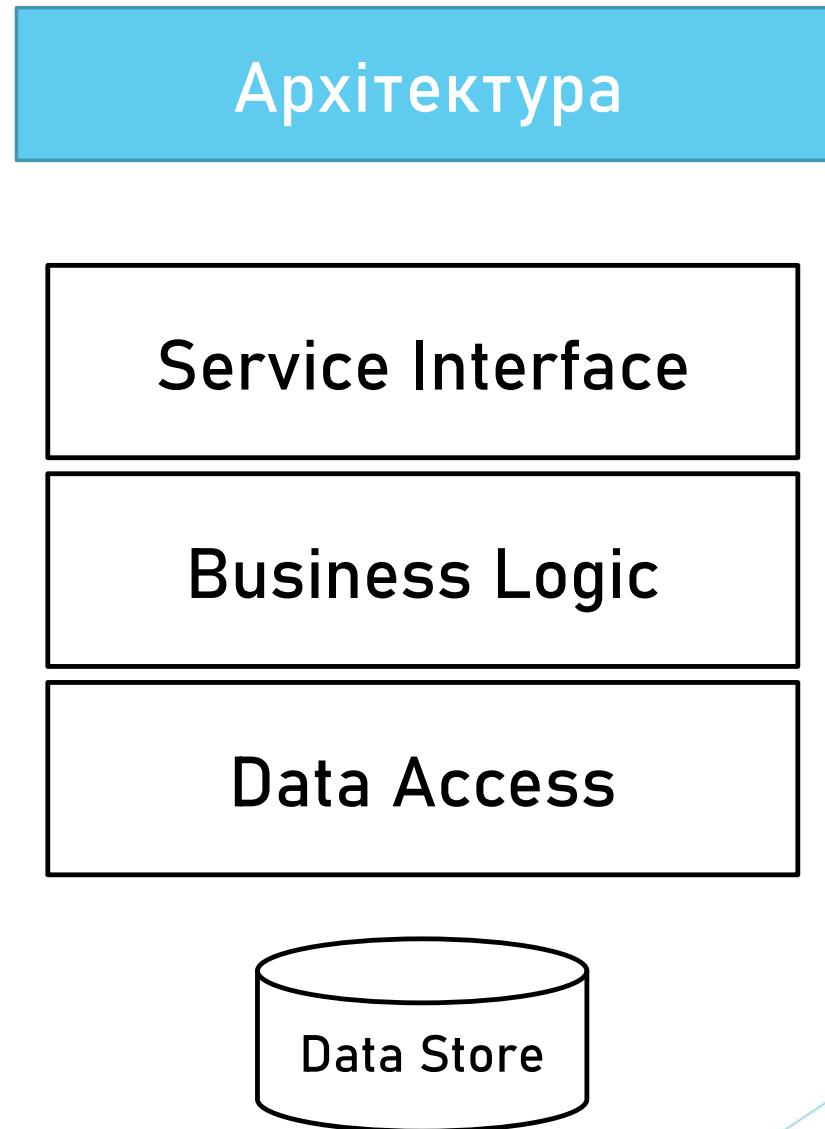 Архітектура
Service Interface
Business Logic
Data Access
Data Store